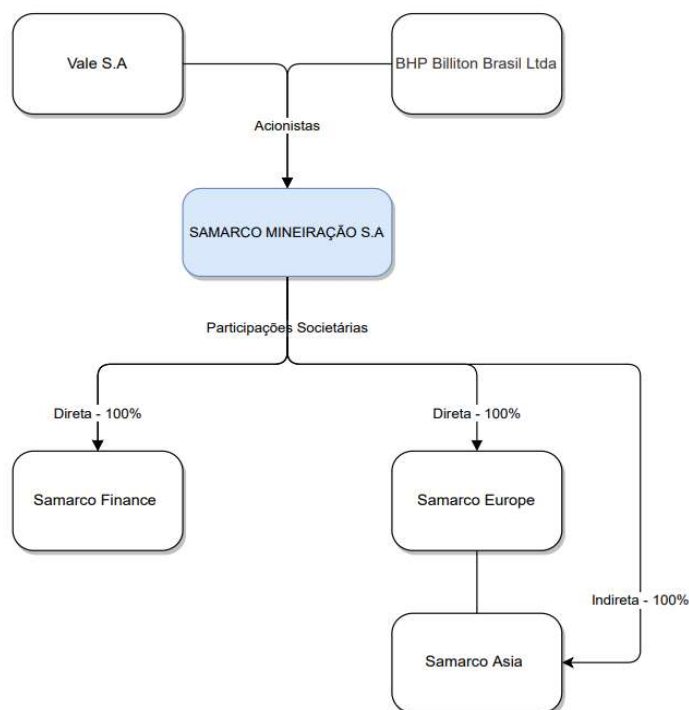 Vale S.A
BHP Billiton Brasil Ltda
Acionistas
SAMARCO MINEIRAÇÃO S.A
Participações Societárias
Direta - 100%
Direta - 100%
Samarco Finance
Samarco Europe
Indireta - 100%
Samarco Asia